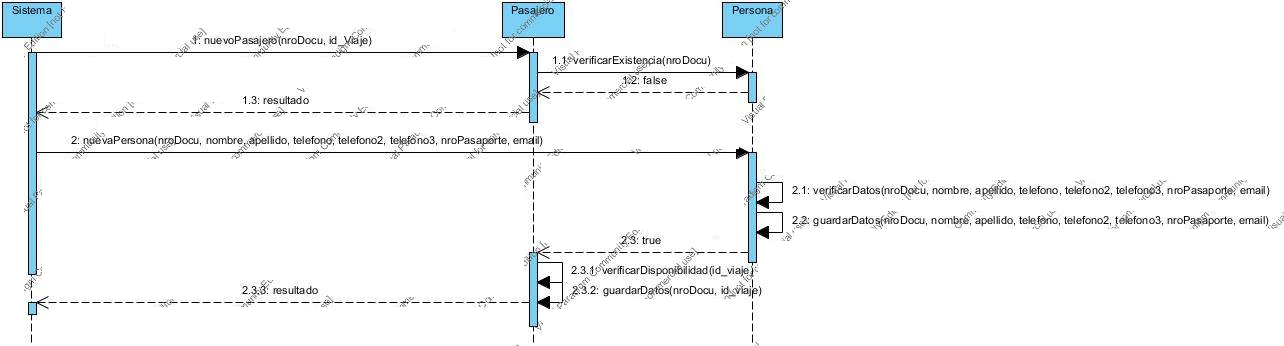 Sistema
Pasajero
Persona
1: nuevoPasajero(nroDocu, id_Viaje)
1.1: verificarExistencia(nroDocu)
1.2: false
1.3: resultado
2: nuevaPersona(nroDocu, nombre, apellido, telefono, telefono2, telefono3, nroPasaporte, email)
2.1: verificarDatos(nroDocu, nombre, apellido, telefono, telefono2, telefono3, nroPasaporte, email)
2.2: guardarDatos(nroDocu, nombre, apellido, telefono, telefono2, telefono3, nroPasaporte, email)
2.3: true
2.3.1: verificarDisponibilidad(id_viaje)
2.3.2: guardarDatos(nroDocu, id_viaje)
2.3.3: resultado